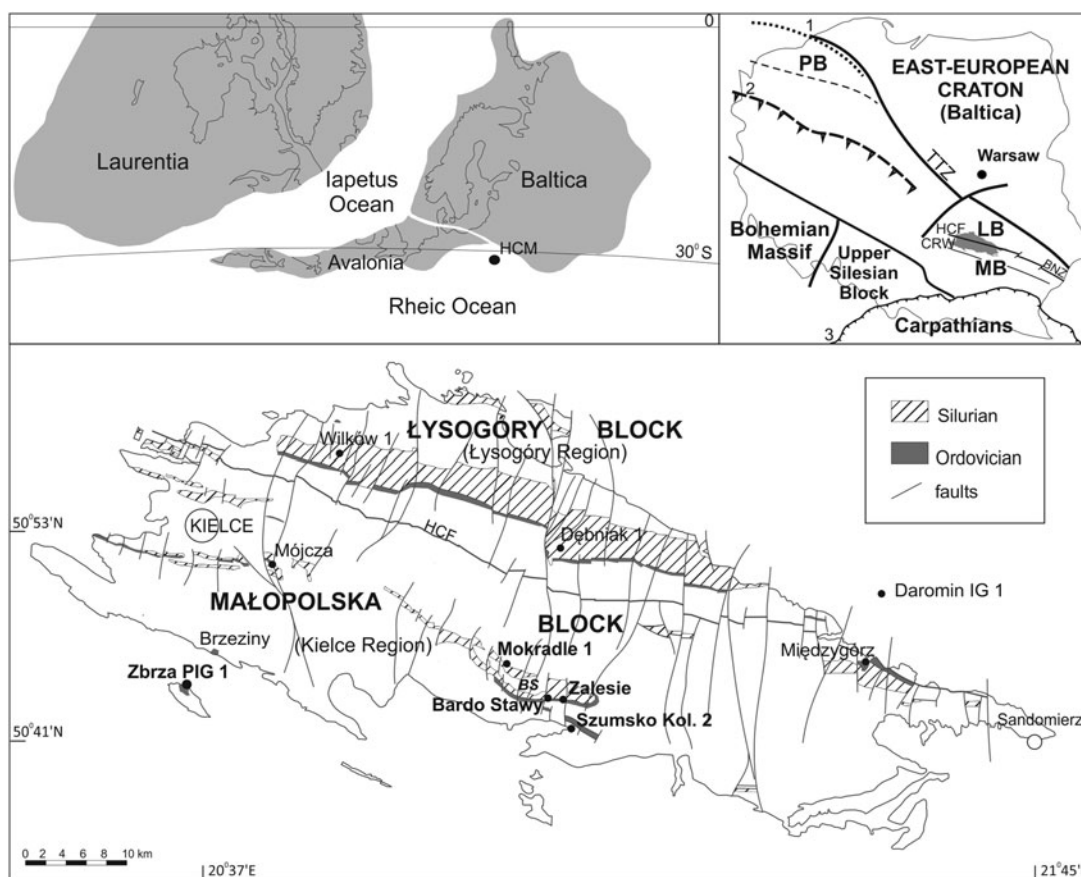 0
Laurentia
Iapetus
Ocean
Baltica
HCM
30°S
Avalonia
Rheic Ocean
1
PB
EAST-EUROPEAN
CRATON
(Baltica)
2
TTZ
Warsaw
HCF
LB
CRW
Bohemian
Massif
Upper
Silesian
Block
MB
BNZ
3
Carpathians
Silurian
Ordovician
faults
ŁYSOGÓRY BLOCK
(Łysogóry Region)
Wilków 1
50°53'N
KIELCE
HCF
Dębniak 1
Mójcza
Daromin IG 1
MAŁOPOLSKA BLOCK
(Kielce Region)
Brzeziny
Mokradle 1
Międzygórz
Zbrza PIG 1
BS
Zalesie
Bardo Stawy
Szumsko Kol. 2
Sandomierz
50°41'N
0 2 4 6 8 10 km
20°37'E
21°45'